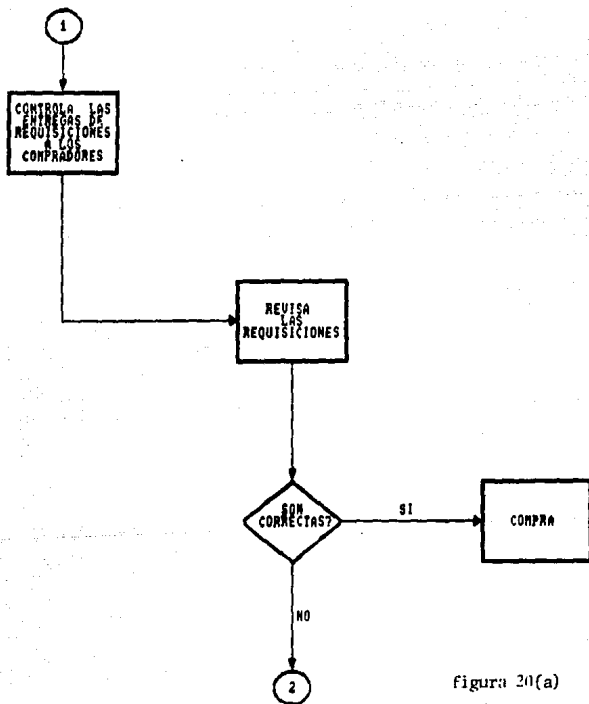 1
CONTROLA LAS
ENTREGAS DE
REQUISICIONES
A LOS
COMPRADORES
REVISA
LAS
REQUISICIONES
SON
CORRECTAS?
SI
COMPRA
NO
2
figura 20(a)